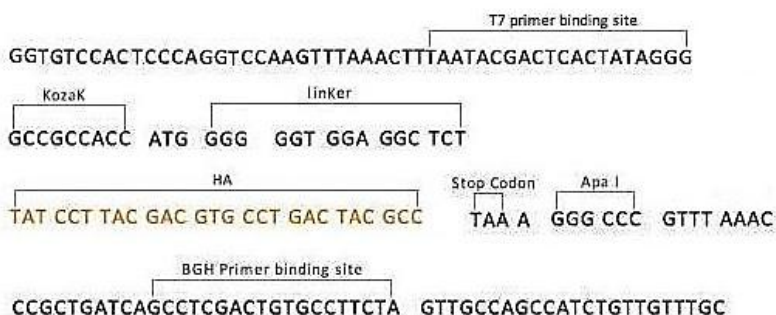 T7 primer binding site
GGTGTCCACTCCCAGGTCCAAGTTTAAACTTTAATACGACTCACTATAGGG
KozaK linKer
GCCGCCACC ATG GGG GGT GGA GGC TCT
HA Stop Codon Apa I
TAT CCT TAC GAC GTG CCT GAC TAC GCC TAA A GGG CCC GTTT AAAC
BGH Primer binding site
CCGCTGATCAGCCTCGACTGTGCCTTCTA GTTGCCAGCCATCTGTTGTTTGC